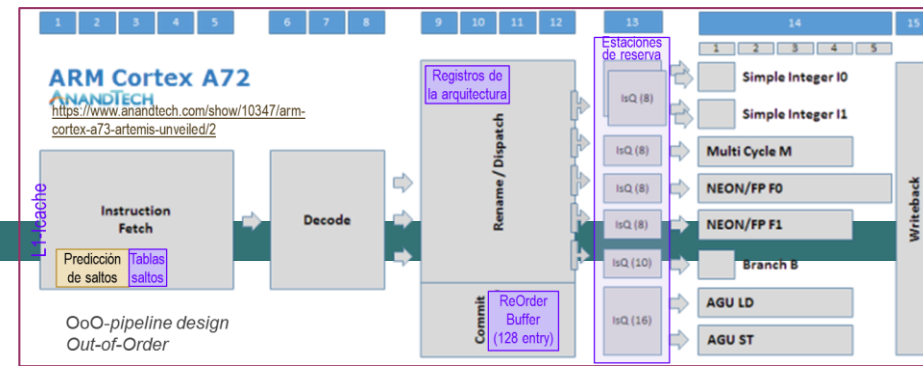 1 2 3 4 5 6 7 8 9 10 11 12 13 14 15
1 2 3 4 5
Estaciones
de reserva
ARM Cortex A72
ANANDTECH
https://www.anandtech.com/show/10347/arm-
cortex-a73-artemis-unveiled/2
Registros de
la arquitectura
IsQ (8)
Simple Integer I0
Simple Integer I1
IsQ (8)
Multi Cycle M
IsQ (8)
NEON/FP F0
IsQ (8)
NEON/FP F1
IsQ (10)
Branch B
IsQ (16)
AGU LD
AGU ST
L1-Icache
Instruction
Fetch
Predicción
de saltos
Tablas
saltos
Decode
Rename / Dispatch
Commit
ReOrder
Buffer
(128 entry)
Writeback
OoO-pipeline design
Out-of-Order